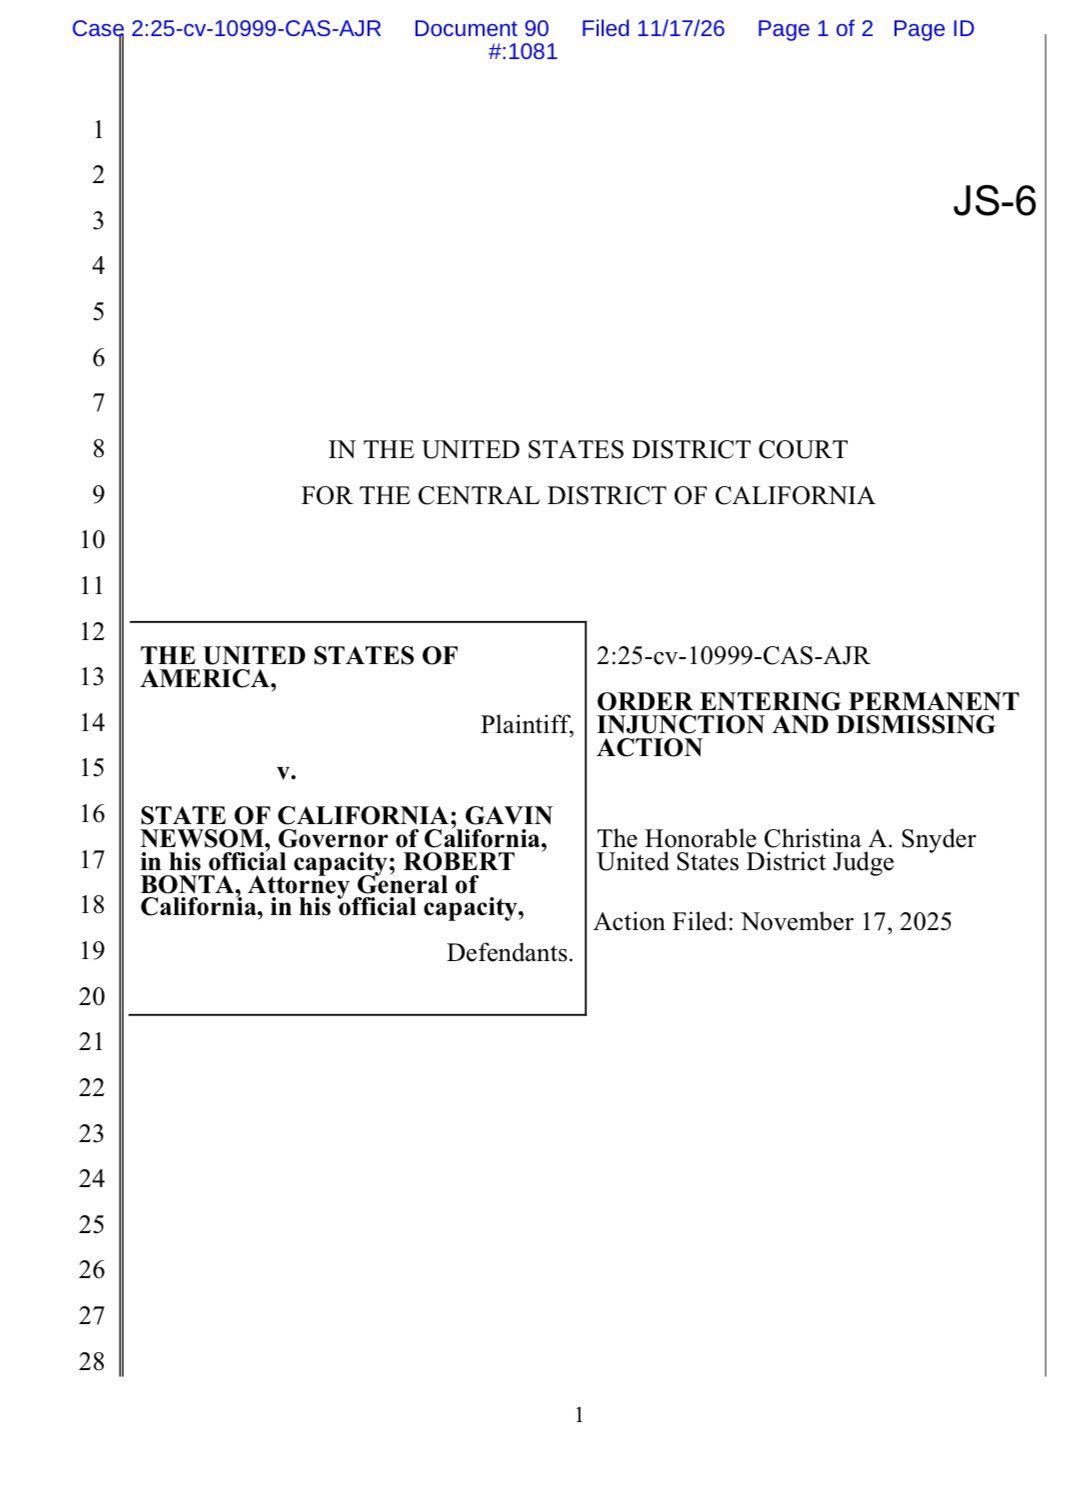 Case 2:25-cv-10999-CAS-AJR Document 90 Filed 11/17/26 Page 1 of 2 Page ID
#:1081
1
2
JS-6
3
4
5
6
7
8 IN THE UNITED STATES DISTRICT COURT
9 FOR THE CENTRAL DISTRICT OF CALIFORNIA
10
11
12
13
14
15
16
17
18
19
20
21
22
23
24
25
26
27
28
THE UNITED STATES OF
AMERICA,
Plaintiff,
v.
STATE OF CALIFORNIA; GAVIN
NEWSOM, Governor of California,
in his official capacity; ROBERT
BONTA, Attorney General of
California, in his official capacity,
Defendants.
2:25-cv-10999-CAS-AJR
ORDER ENTERING PERMANENT
INJUNCTION AND DISMISSING
ACTION
The Honorable Christina A. Snyder
United States District Judge
Action Filed: November 17, 2025
1